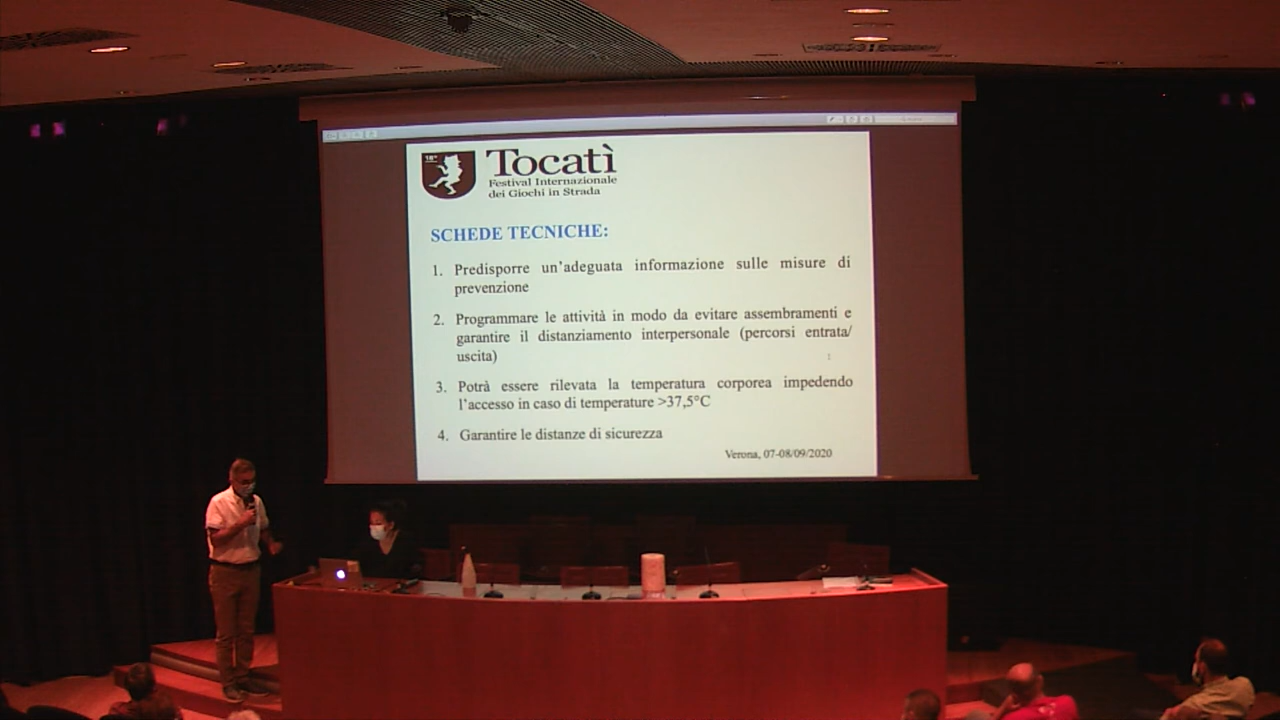 18°
Tocatì
Festival Internazionale
dei Giochi in Strada
SCHEDE TECNICHE:
1. Predisporre un'adeguata informazione sulle misure di
prevenzione
2. Programmare le attività in modo da evitare assembramenti e
garantire il distanziamento interpersonale (percorsi entrata/
uscita)
3. Potrà essere rilevata la temperatura corporea impedendo
l'accesso in caso di temperature >37,5°C
4. Garantire le distanze di sicurezza
Verona, 07-08/09/2020